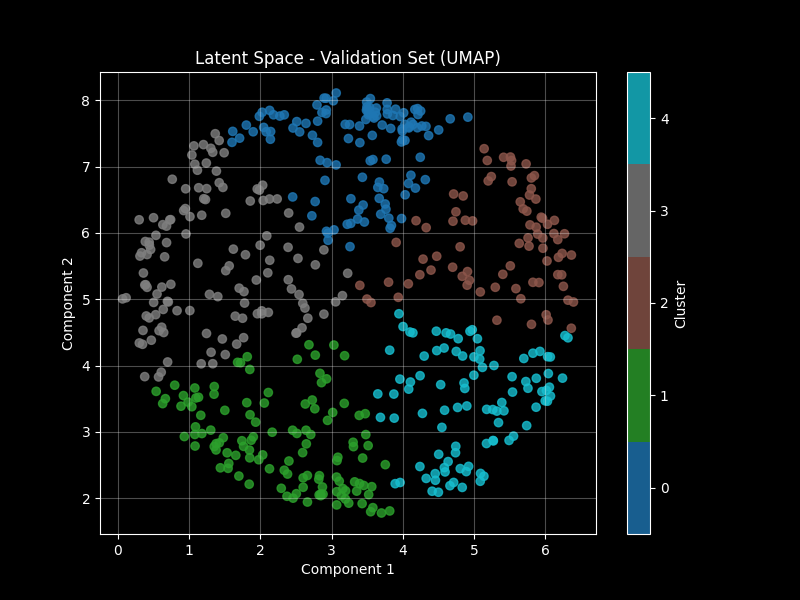 Latent Space - Validation Set (UMAP)
8
7
6
5
4
3
2
Component 2
0 1 2 3 4 5 6
Component 1
4
3
2
1
0
Cluster